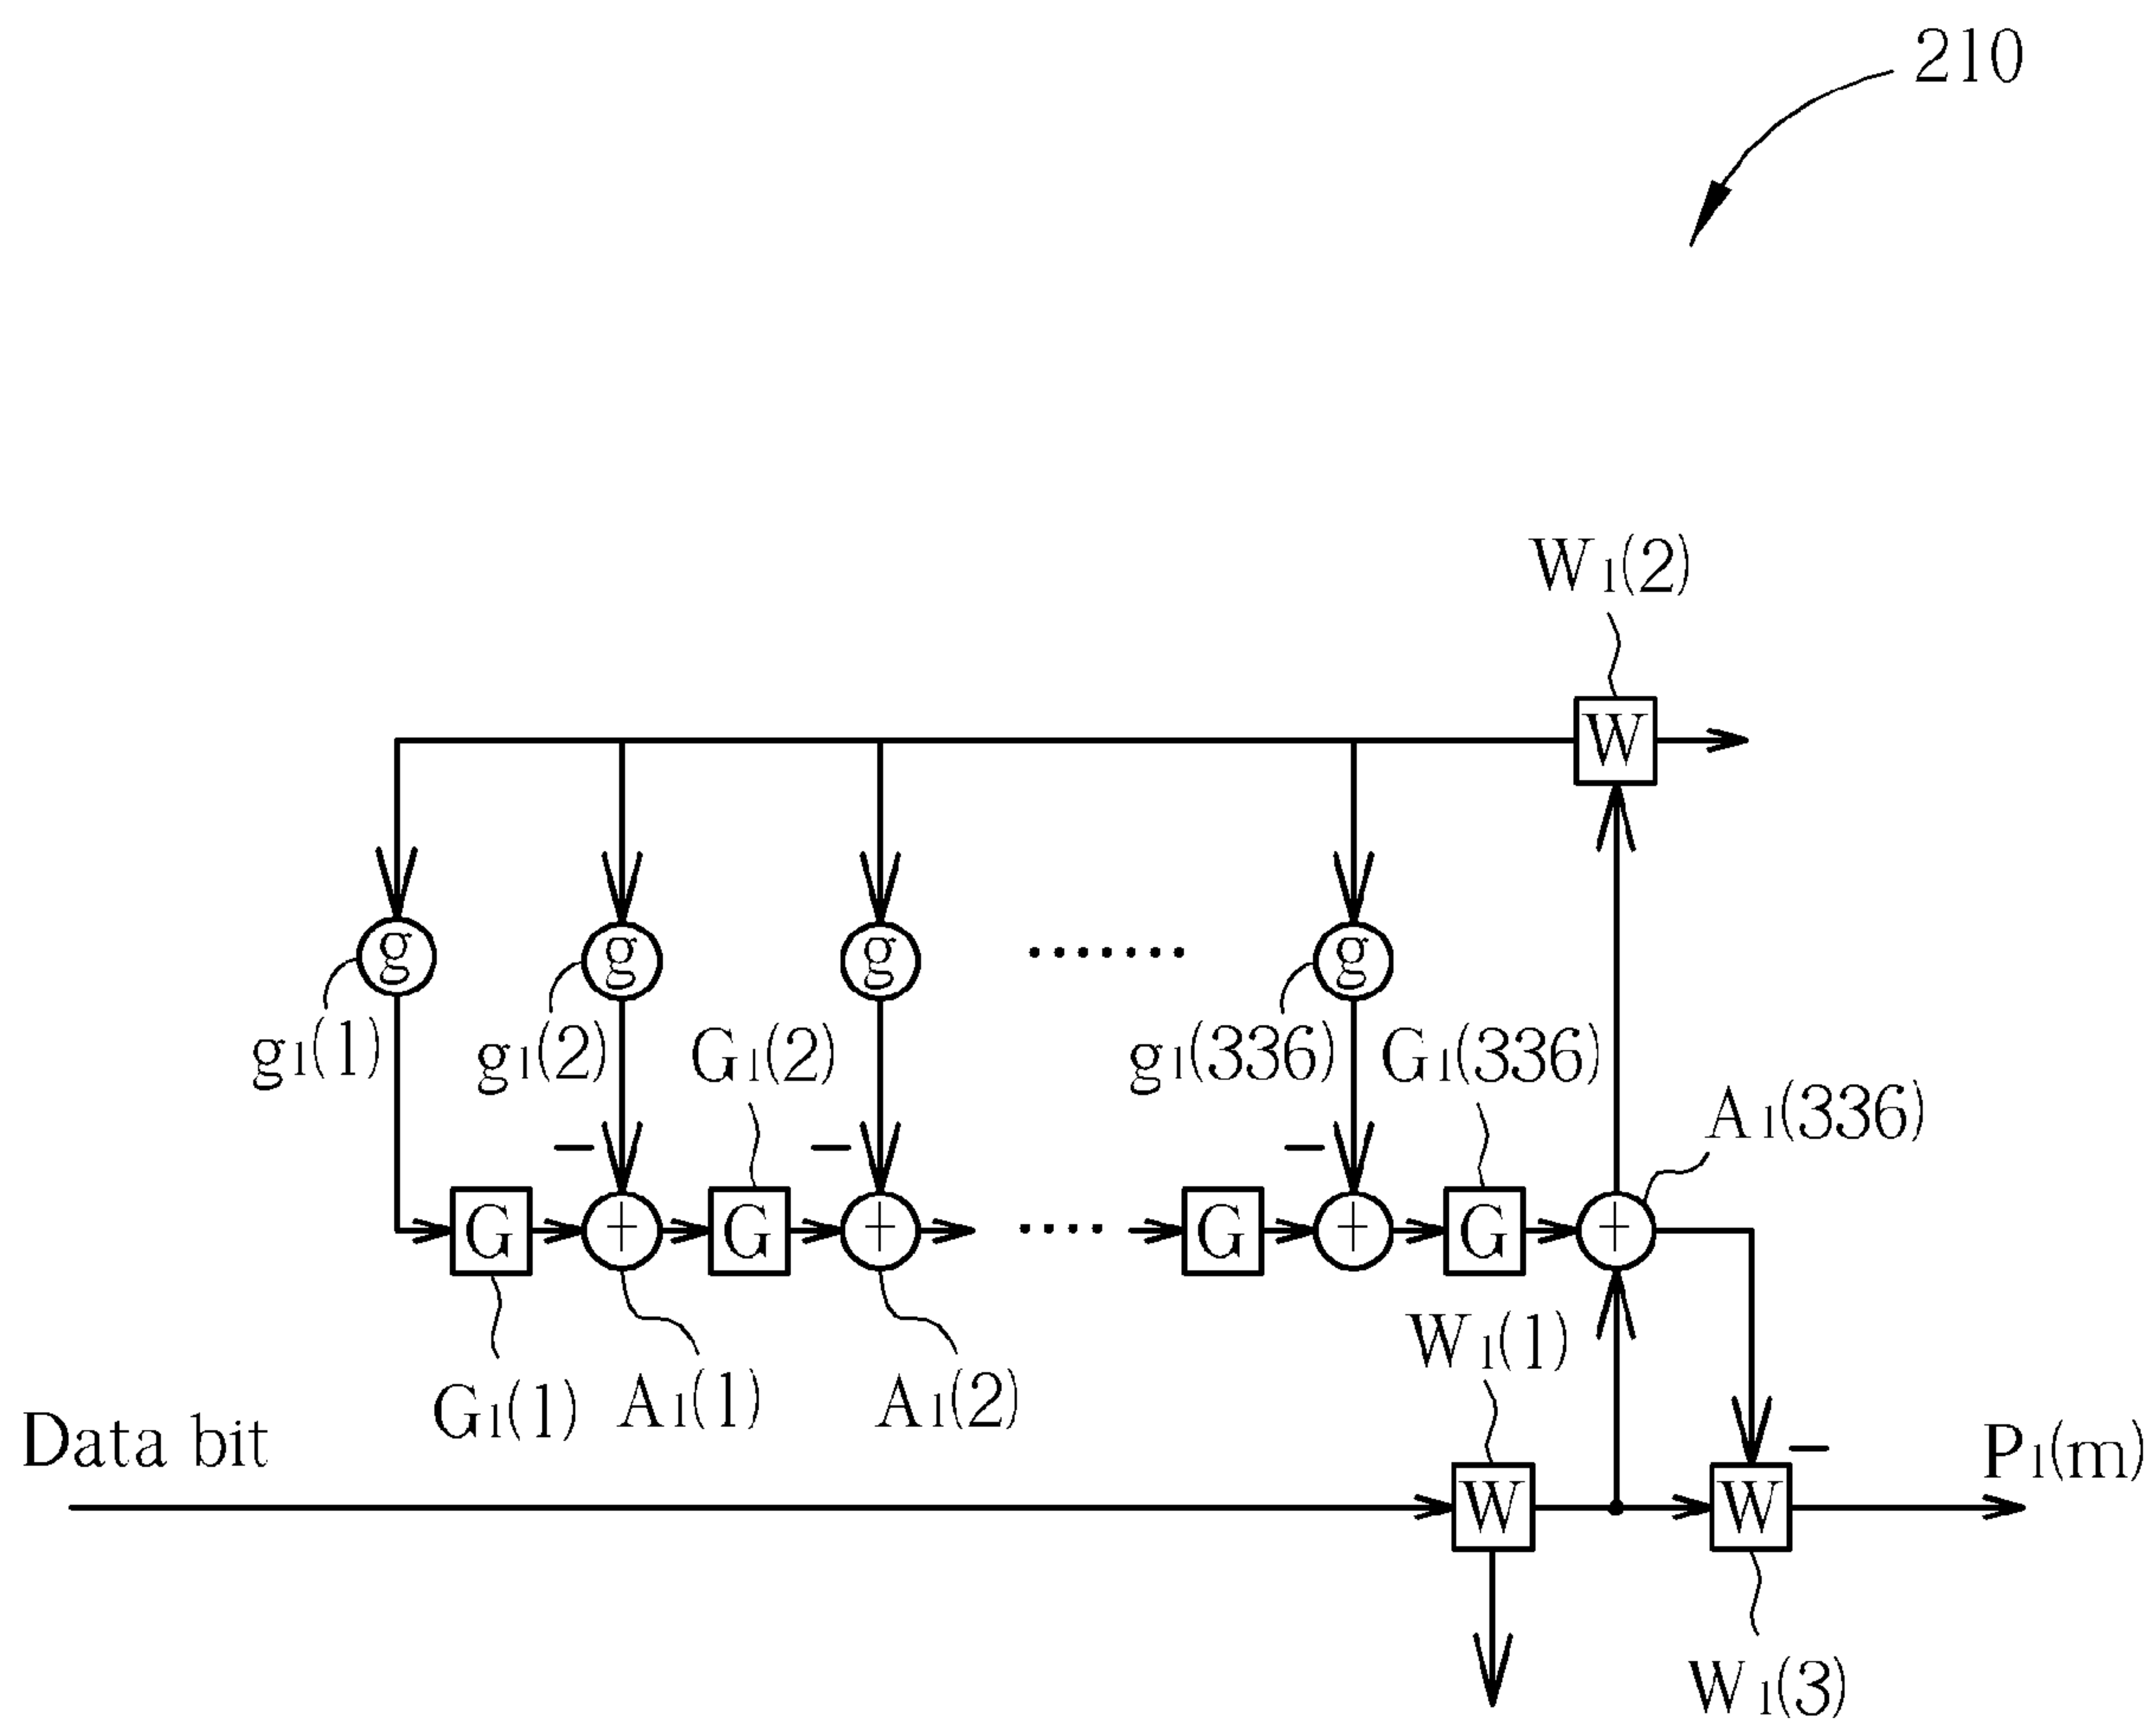 210
W1(2)
W
g g g ······· g
g1(1) g1(2) G1(2) g1(336) G1(336)
A1(336)
− − −
G + G + ···· G + G +
W1(1)
G1(1) A1(1) A1(2)
Data bit
− P1(m)
W W
W1(3)